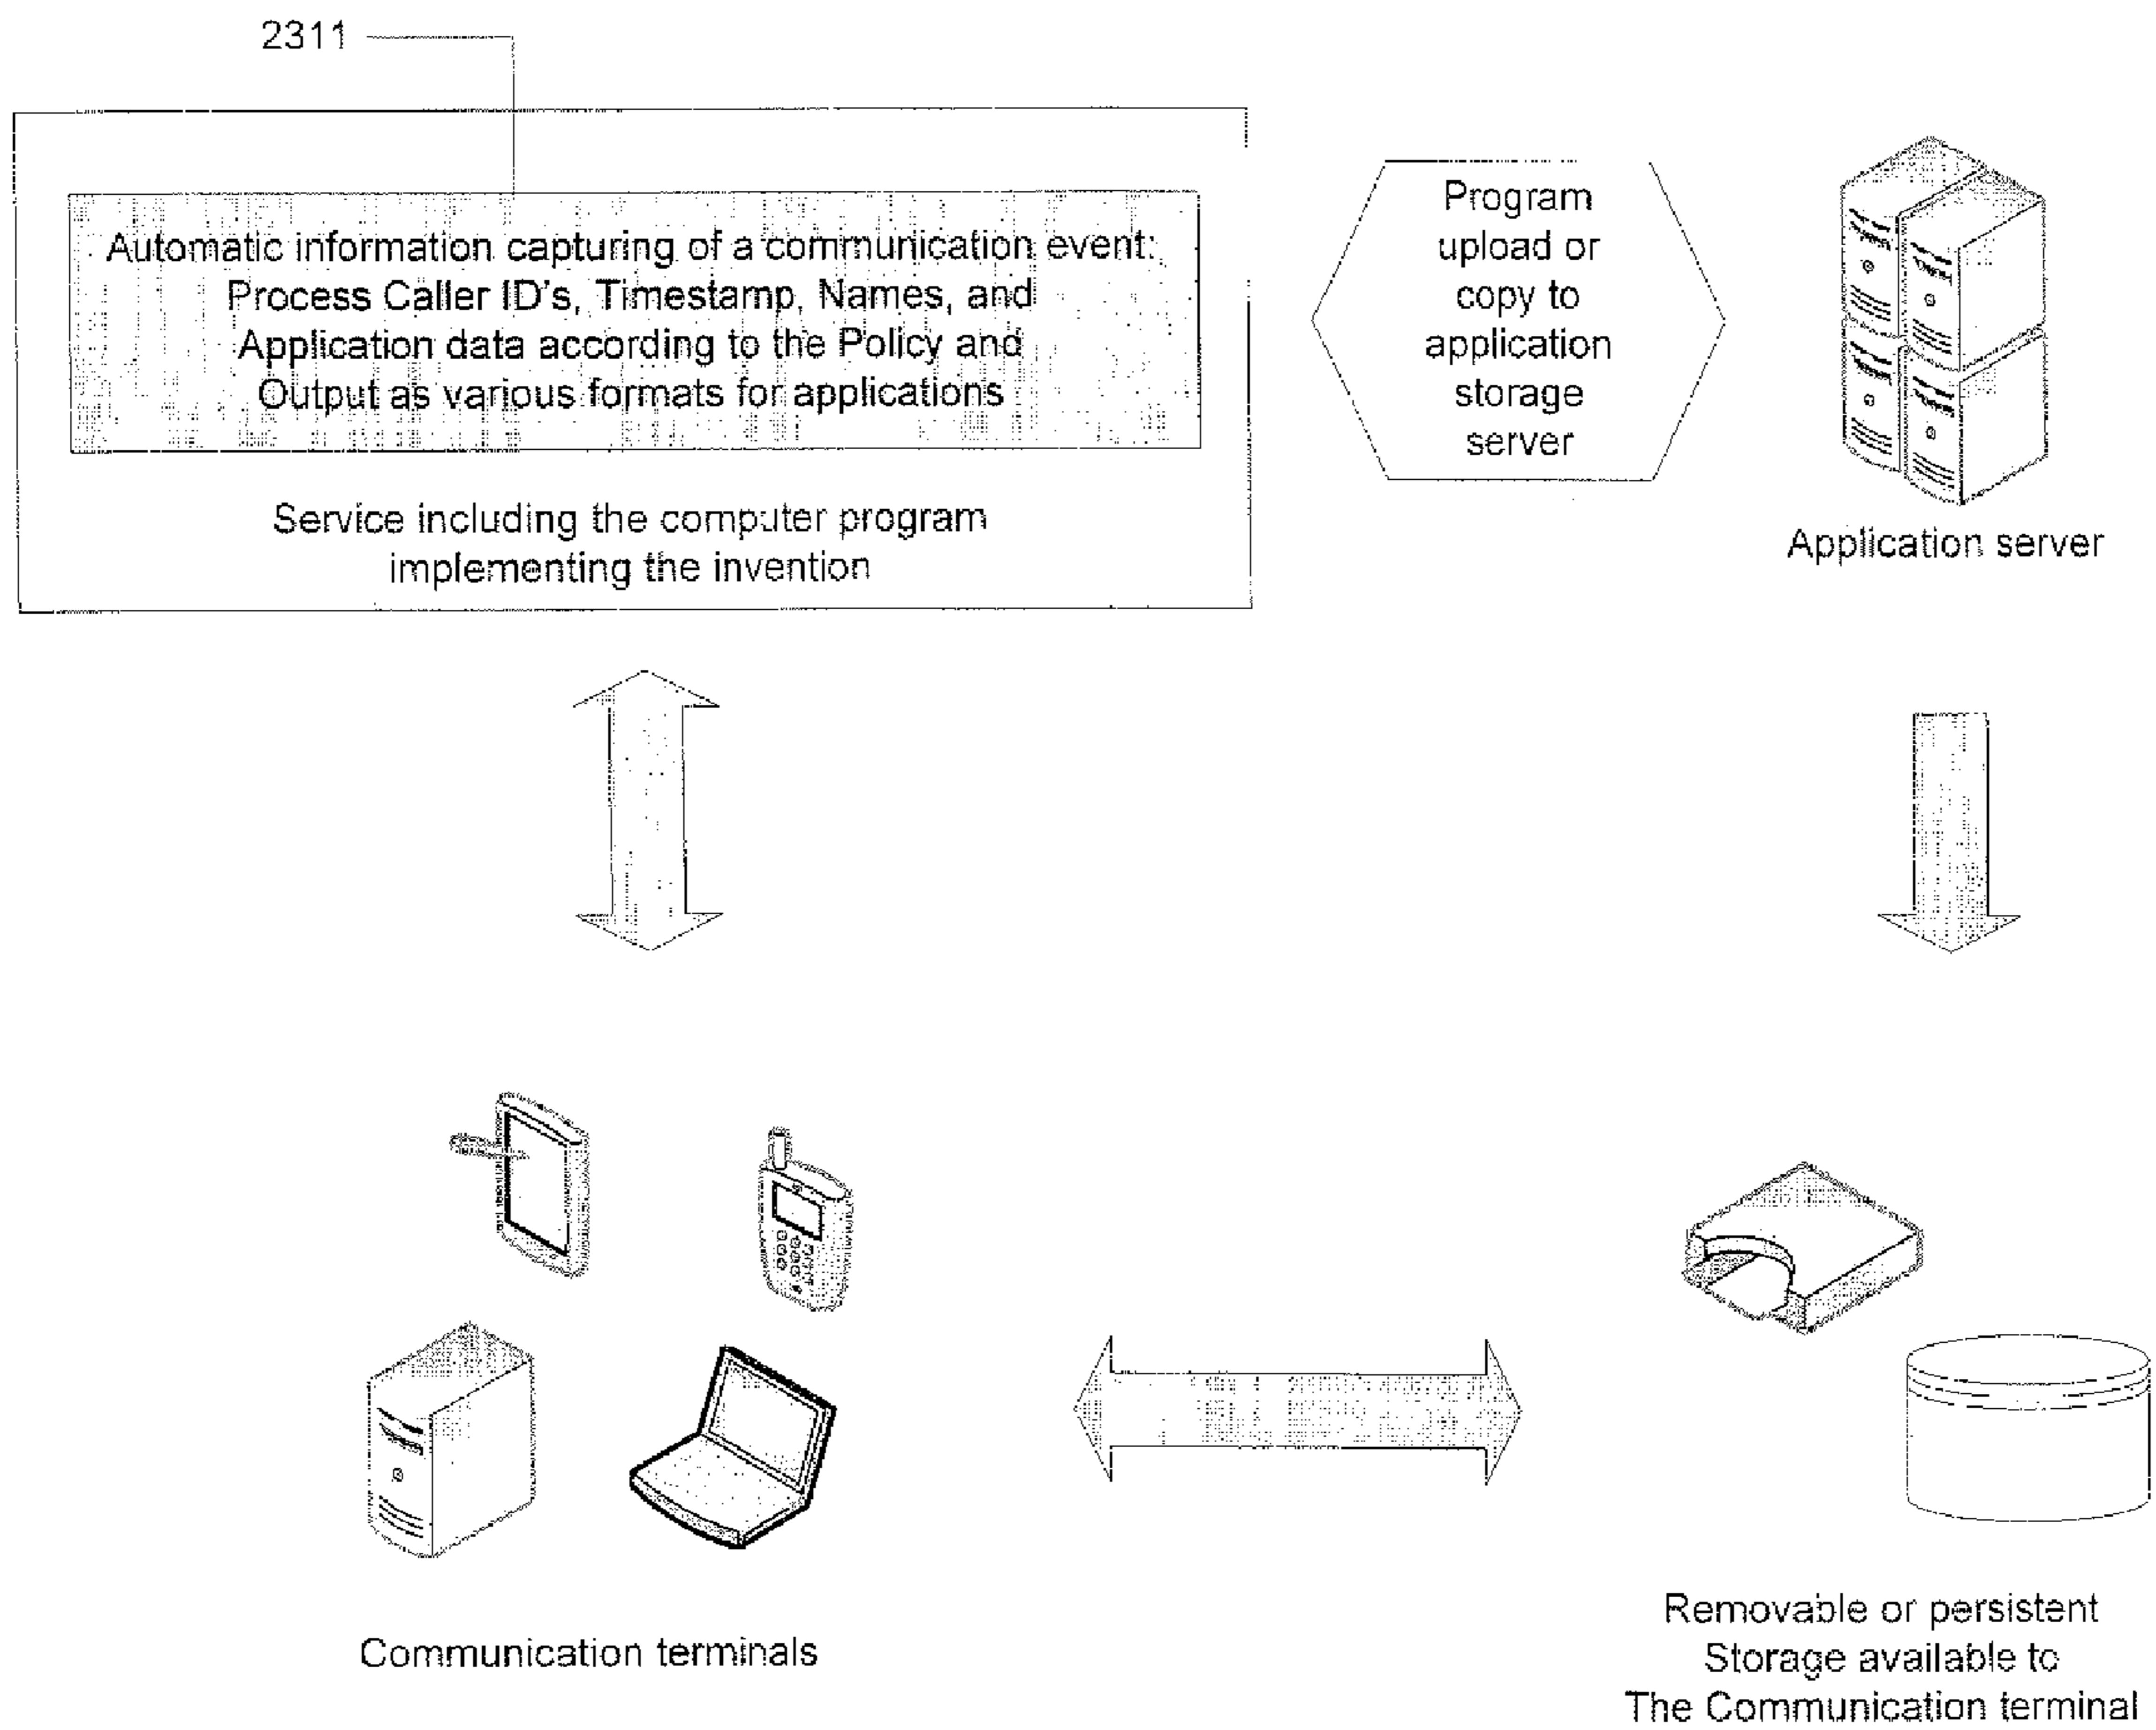 2311
Automatic information capturing of a communication event:
Process Caller ID's, Timestamp, Names, and
Application data according to the Policy and
Output as various formats for applications
Service including the computer program
implementing the invention
Program
upload or
copy to
application
storage
server
Application server
Communication terminals
Removable or persistent
Storage available to
The Communication terminal